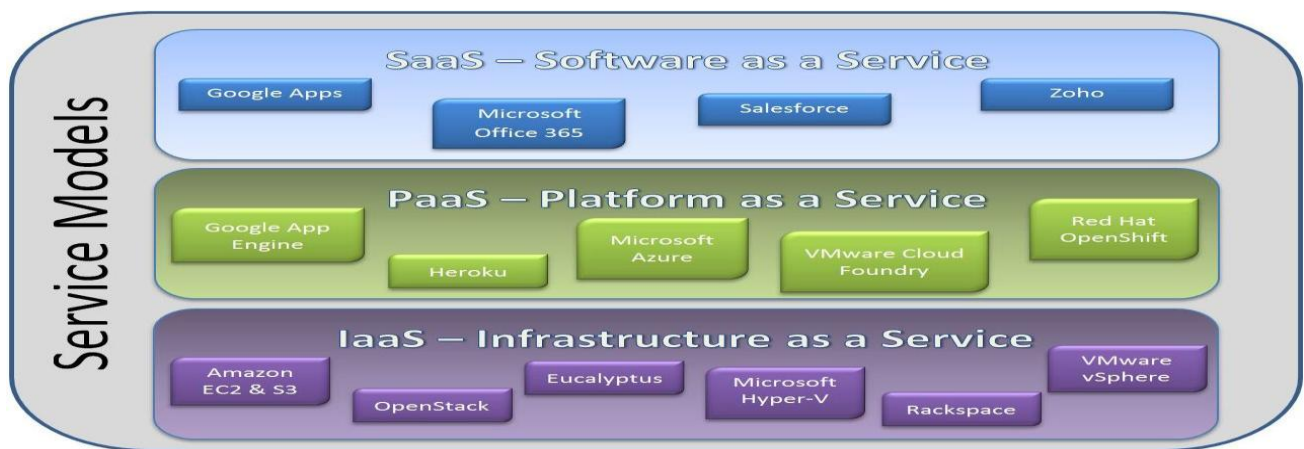 Service Models
SaaS – Software as a Service
Google Apps
Microsoft
Office 365
Salesforce
Zoho
PaaS – Platform as a Service
Google App
Engine
Heroku
Microsoft
Azure
VMware Cloud
Foundry
Red Hat
OpenShift
IaaS – Infrastructure as a Service
Amazon
EC2 & S3
OpenStack
Eucalyptus
Microsoft
Hyper-V
Rackspace
VMware
vSphere